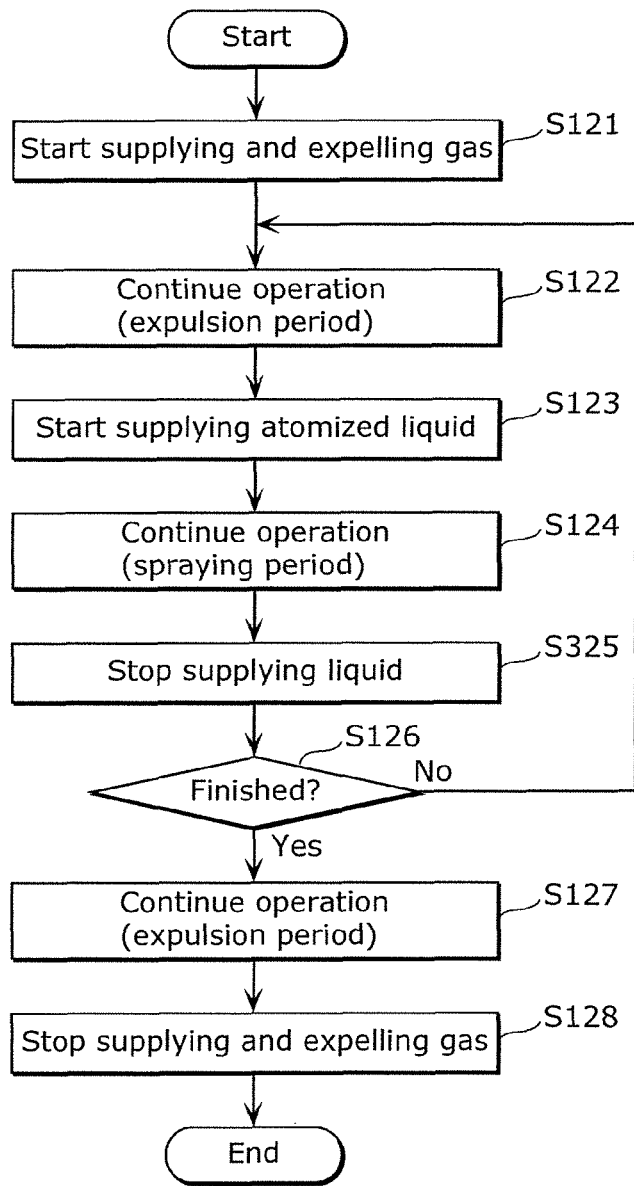 Start
Start supplying and expelling gas
S121
Continue operation
(expulsion period)
S122
Start supplying atomized liquid
S123
Continue operation
(spraying period)
S124
Stop supplying liquid
S325
S126
Finished?
No
Yes
Continue operation
(expulsion period)
S127
Stop supplying and expelling gas
S128
End